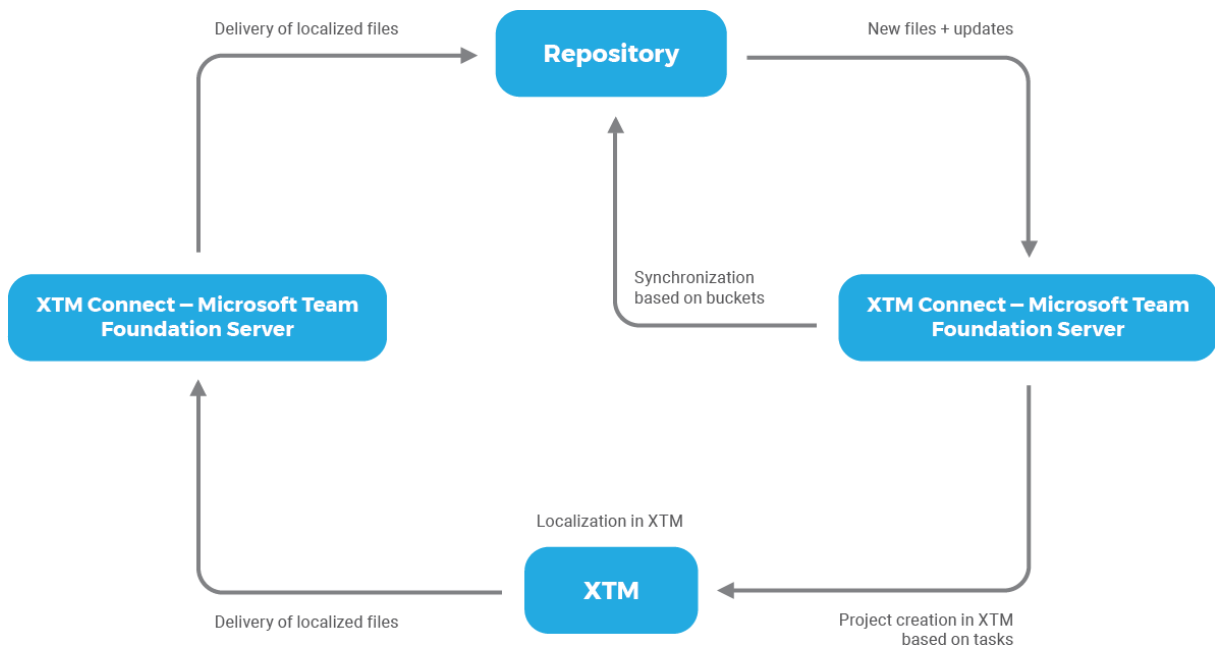 Delivery of localized files
Repository
New files + updates
Synchronization
based on buckets
XTM Connect – Microsoft Team
Foundation Server
XTM Connect – Microsoft Team
Foundation Server
Localization in XTM
XTM
Delivery of localized files
Project creation in XTM
based on tasks